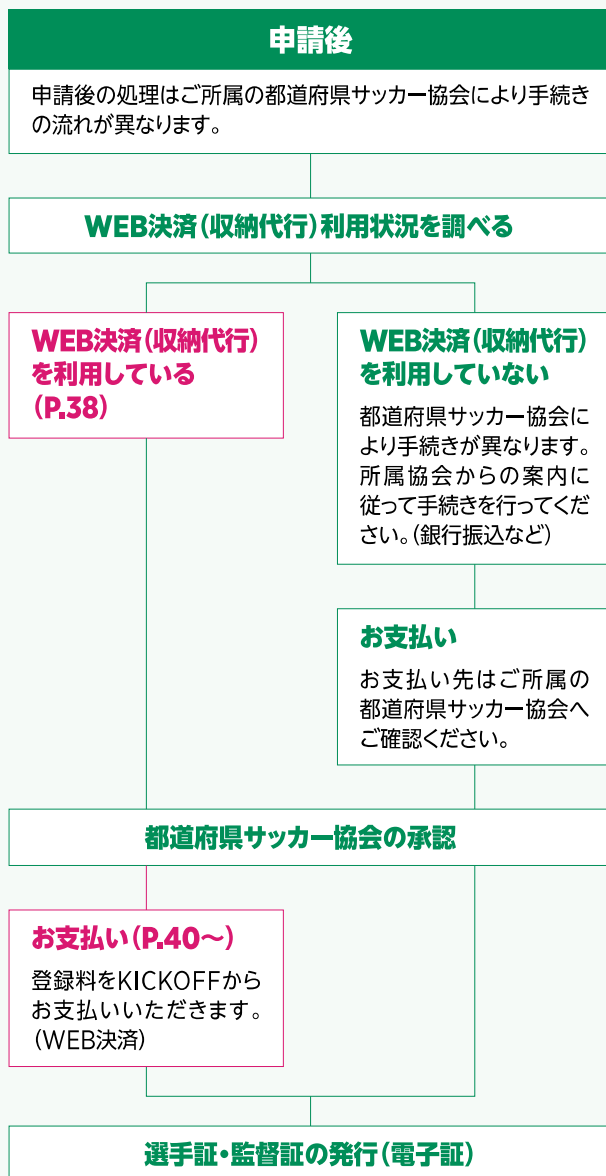 申請後
申請後の処理はご所属の都道府県サッカー協会により手続き
の流れが異なります。
WEB決済(収納代行)利用状況を調べる
WEB決済(収納代行)
を利用している
(P.38)
WEB決済(収納代行)
を利用していない
都道府県サッカー協会に
より手続きが異なります。
所属協会からの案内に
従って手続きを行ってくだ
さい。(銀行振込など)
お支払い
お支払い先はご所属の
都道府県サッカー協会へ
ご確認ください。
都道府県サッカー協会の承認
お支払い(P.40〜)
登録料をKICKOFFから
お支払いいただきます。
(WEB決済)
選手証・監督証の発行(電子証)